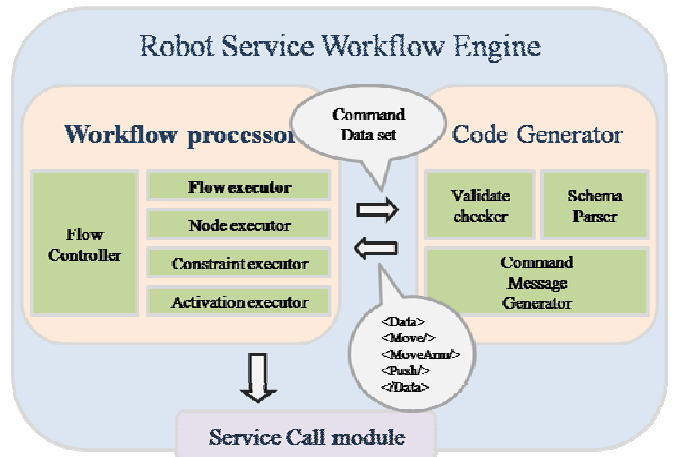 Robot Service Workflow Engine
Workflow processor
Flow
Controller
Flow executor
Node executor
Constraint executor
Activation executor
Command
Data set
Code Generator
Validate
checker
Schema
Parser
Command
Message
Generator
<Data>
<Move/>
<MoveArm/>
<Push/>
</Data>
Service Call module